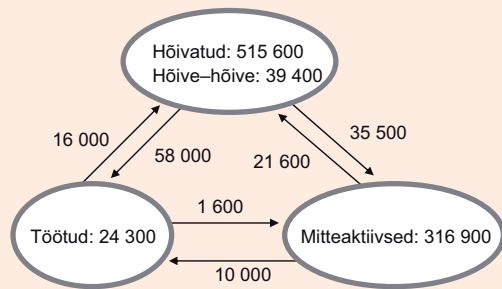 Hõivatud: 515 600
Hõive–hõive: 39 400
16 000
58 000
35 500
21 600
1 600
Töötud: 24 300
Mitteaktiivsed: 316 900
10 000